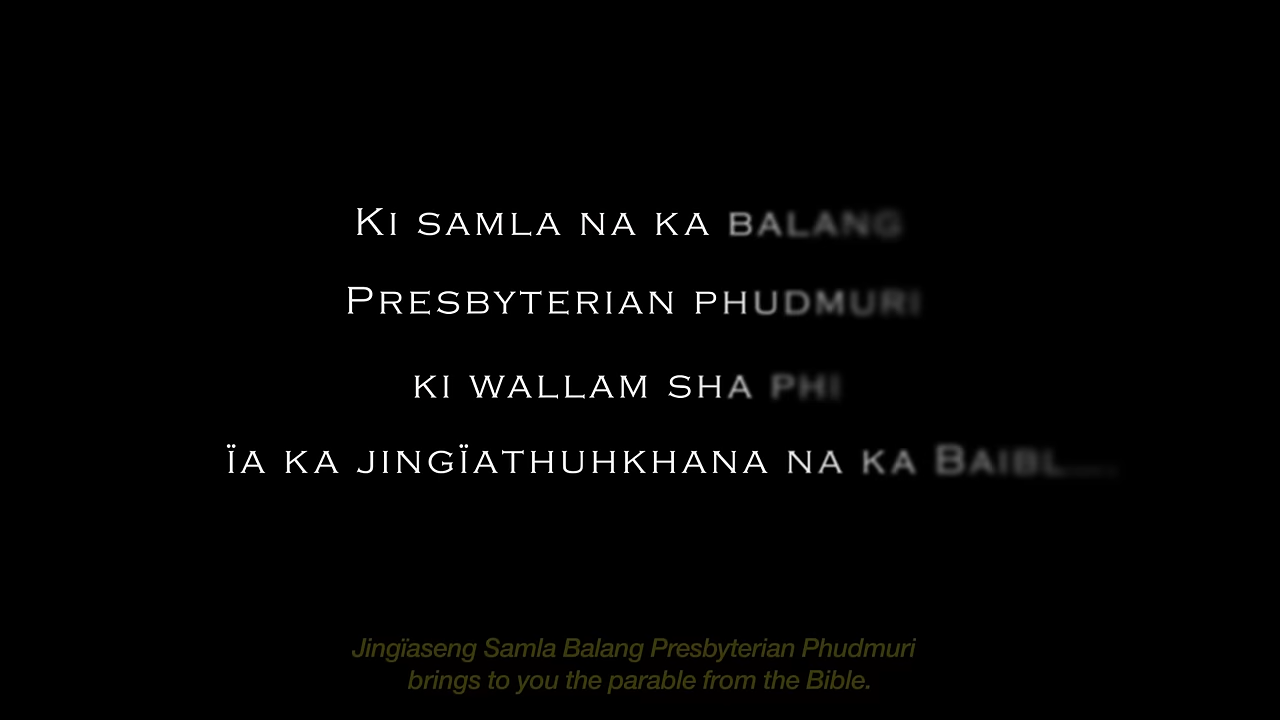 Ki samla na ka balang
Presbyterian phudmuri
ki wallam sha phi
ïa ka jingïathuhkhana na ka Baibl....
Jingïaseng Samla Balang Presbyterian Phudmuri
brings to you the parable from the Bible.